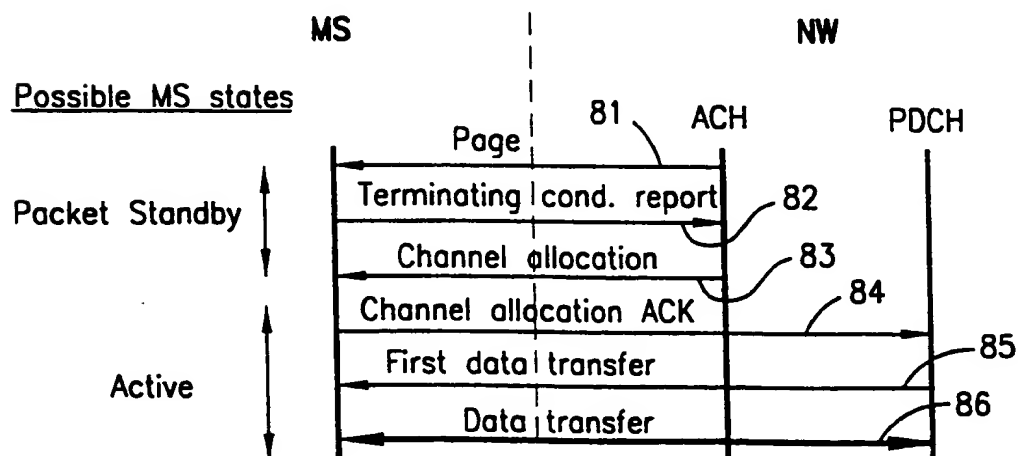 MS NW
Possible MS states
81 ACH PDCH
Page
Terminating cond. report
Packet Standby 82
Channel allocation 83
Channel allocation ACK 84
First data transfer 85
Active
Data transfer 86